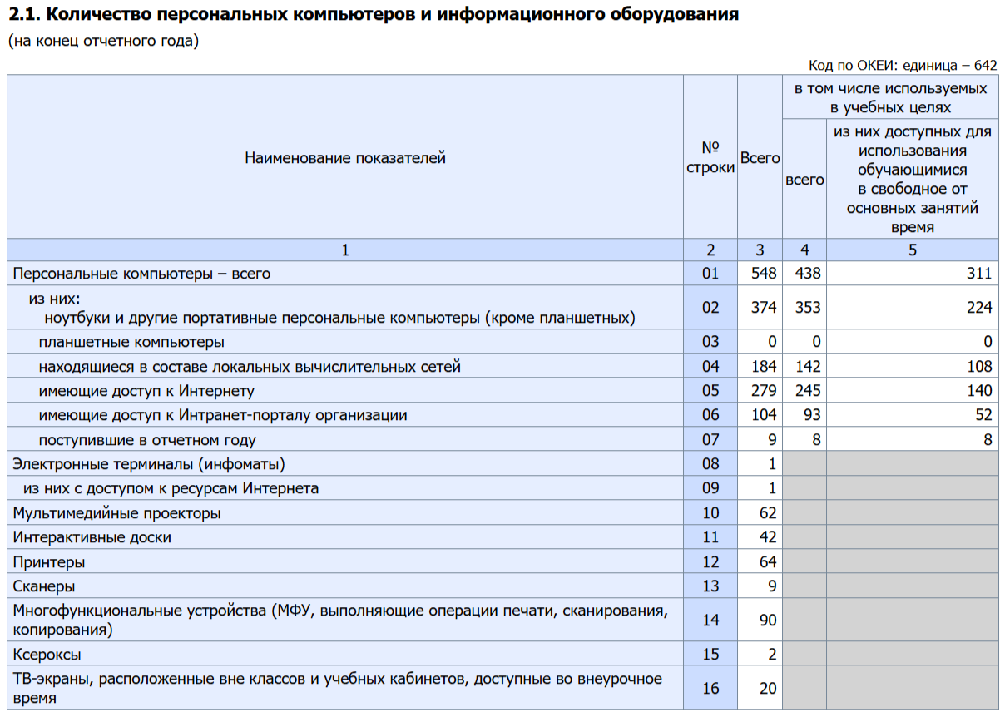 2.1. Количество персональных компьютеров и информационного оборудования
(на конец отчетного года)
Код по ОКЕИ: единица – 642
Наименование показателей
№
строки
Всего
в том числе используемых
в учебных целях
всего
из них доступных для
использования
обучающимися
в свободное от
основных занятий
время
1 2 3 4 5
Персональные компьютеры – всего 01 548 438 311
из них:
ноутбуки и другие портативные персональные компьютеры (кроме планшетных) 02 374 353 224
планшетные компьютеры 03 0 0 0
находящиеся в составе локальных вычислительных сетей 04 184 142 108
имеющие доступ к Интернету 05 279 245 140
имеющие доступ к Интранет-порталу организации 06 104 93 52
поступившие в отчетном году 07 9 8 8
Электронные терминалы (инфоматы) 08 1
из них с доступом к ресурсам Интернета 09 1
Мультимедийные проекторы 10 62
Интерактивные доски 11 42
Принтеры 12 64
Сканеры 13 9
Многофункциональные устройства (МФУ, выполняющие операции печати, сканирования,
копирования) 14 90
Ксероксы 15 2
ТВ-экраны, расположенные вне классов и учебных кабинетов, доступные во внеурочное
время 16 20